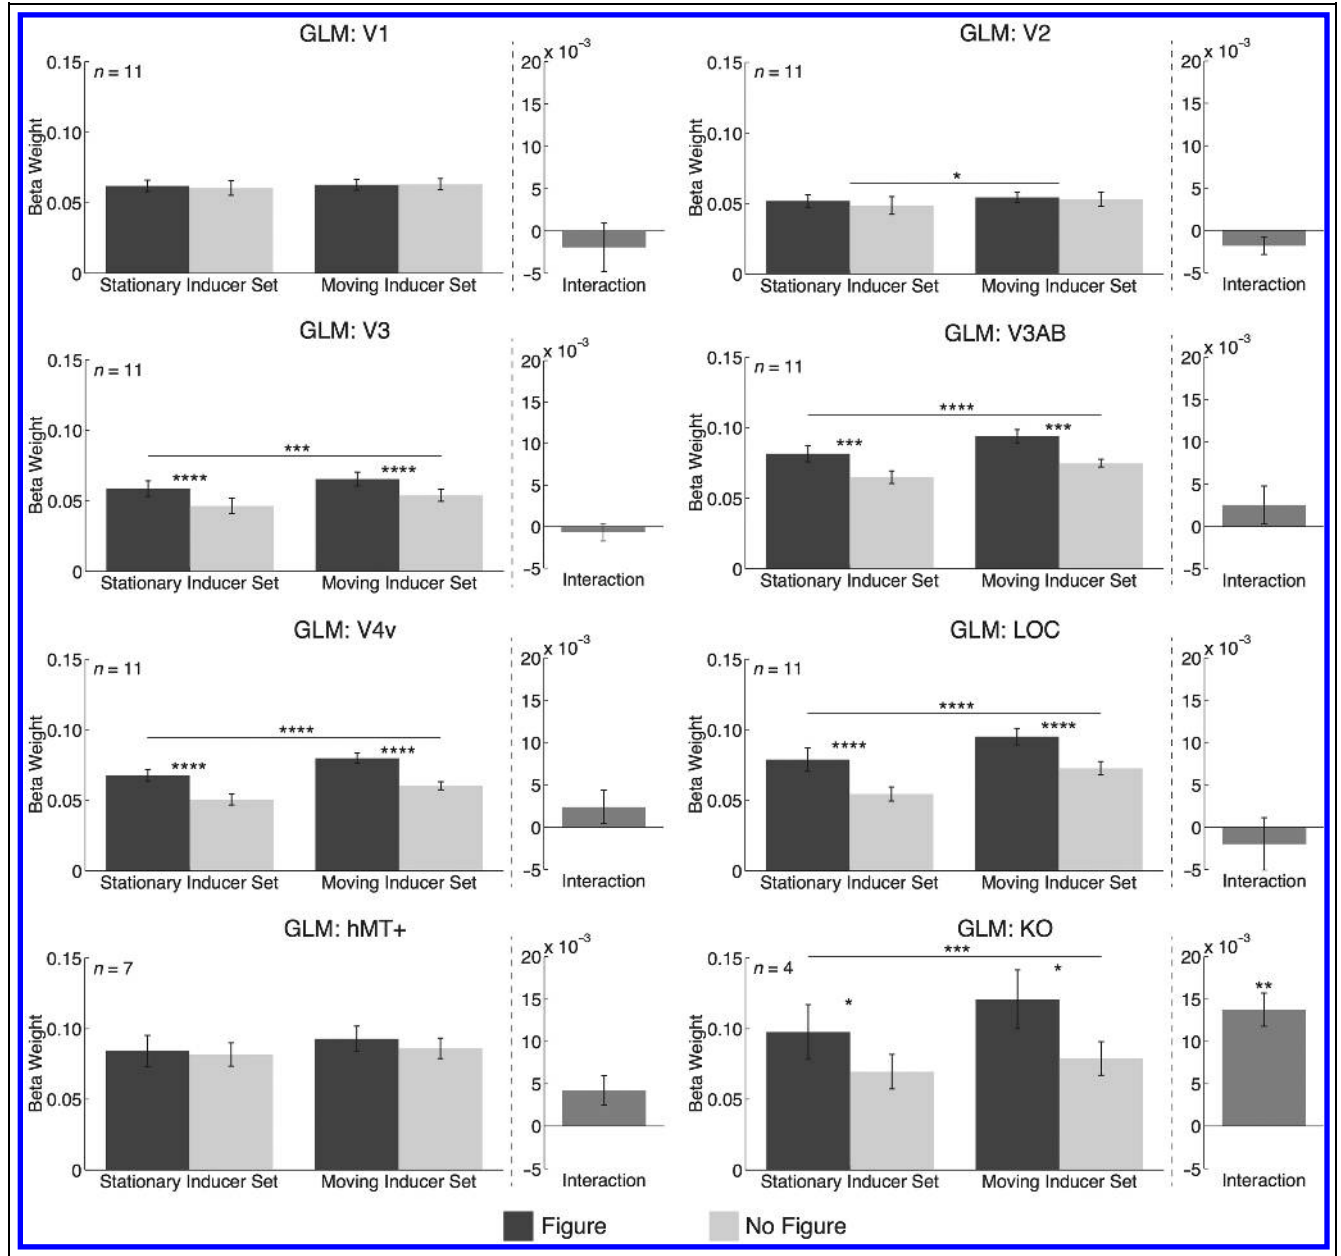 GLM: V1
0.15
0.10
0.05
0
Beta Weight
n = 11
Stationary Inducer Set
Moving Inducer Set
x 10⁻³
20
15
10
5
0
−5
Interaction
GLM: V2
0.15
0.10
0.05
0
Beta Weight
n = 11
*
Stationary Inducer Set
Moving Inducer Set
x 10⁻³
20
15
10
5
0
−5
Interaction
GLM: V3
0.15
0.10
0.05
0
Beta Weight
n = 11
***
****
****
Stationary Inducer Set
Moving Inducer Set
x 10⁻³
20
15
10
5
0
−5
Interaction
GLM: V3AB
0.15
0.10
0.05
0
Beta Weight
n = 11
****
***
***
Stationary Inducer Set
Moving Inducer Set
x 10⁻³
20
15
10
5
0
−5
Interaction
GLM: V4v
0.15
0.10
0.05
0
Beta Weight
n = 11
****
****
****
Stationary Inducer Set
Moving Inducer Set
x 10⁻³
20
15
10
5
0
−5
Interaction
GLM: LOC
0.15
0.10
0.05
0
Beta Weight
n = 11
****
****
****
Stationary Inducer Set
Moving Inducer Set
x 10⁻³
20
15
10
5
0
−5
Interaction
GLM: hMT+
0.15
0.10
0.05
0
Beta Weight
n = 7
Stationary Inducer Set
Moving Inducer Set
x 10⁻³
20
15
10
5
0
−5
Interaction
GLM: KO
0.15
0.10
0.05
0
Beta Weight
n = 4
***
*
*
Stationary Inducer Set
Moving Inducer Set
x 10⁻³
20
15
10
5
0
−5
**
Interaction
Figure
No Figure